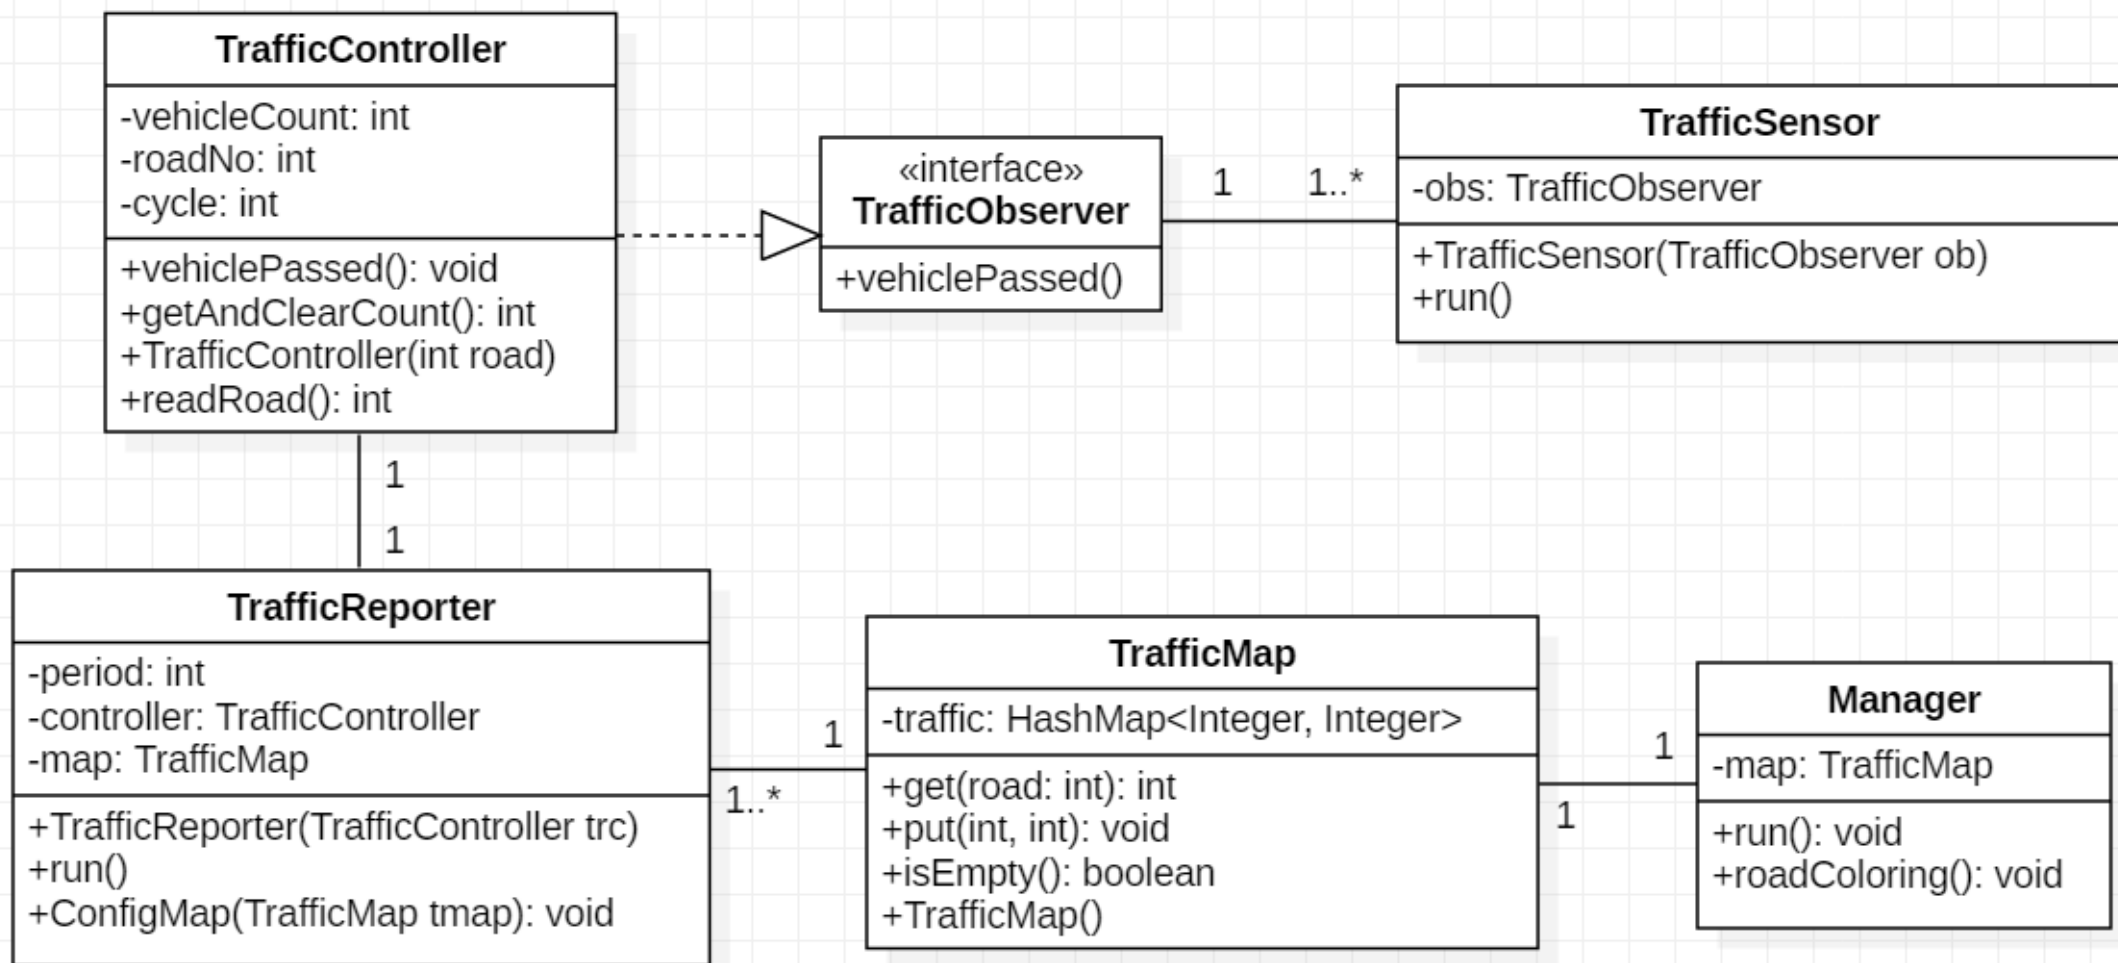 TrafficController
-vehicleCount: int
-roadNo: int
-cycle: int
+vehiclePassed(): void
+getAndClearCount(): int
+TrafficController(int road)
+readRoad(): int
«interface»
TrafficObserver
+vehiclePassed()
1
1..*
TrafficSensor
-obs: TrafficObserver
+TrafficSensor(TrafficObserver ob)
+run()
1
1
TrafficReporter
-period: int
-controller: TrafficController
-map: TrafficMap
+TrafficReporter(TrafficController trc)
+run()
+ConfigMap(TrafficMap tmap): void
1
1..*
TrafficMap
-traffic: HashMap<Integer, Integer>
+get(road: int): int
+put(int, int): void
+isEmpty(): boolean
+TrafficMap()
1
1
Manager
-map: TrafficMap
+run(): void
+roadColoring(): void